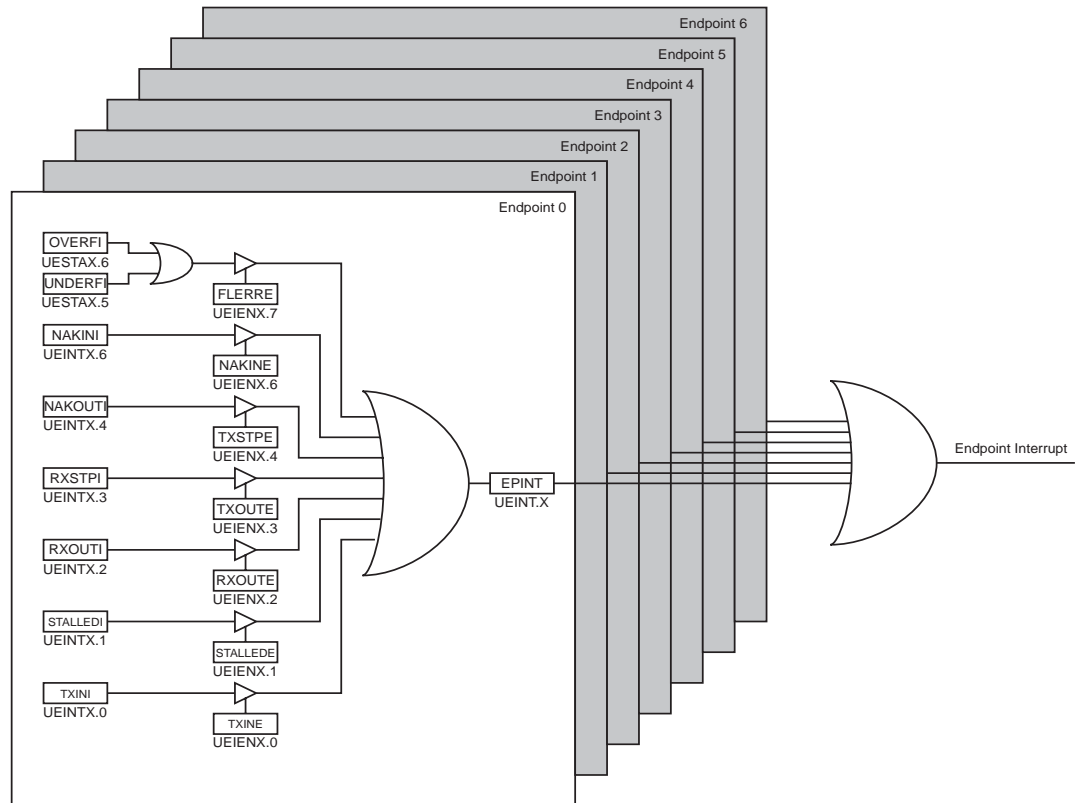 Endpoint 6
Endpoint 5
Endpoint 4
Endpoint 3
Endpoint 2
Endpoint 1
Endpoint 0
OVERFI
UESTAX.6
UNDERFI
UESTAX.5
FLERRE
UEIENX.7
NAKINI
UEINTX.6
NAKINE
UEIENX.6
NAKOUTI
UEINTX.4
TXSTPE
UEIENX.4
RXSTPI
UEINTX.3
TXOUTE
UEIENX.3
RXOUTI
UEINTX.2
RXOUTE
UEIENX.2
STALLEDI
UEINTX.1
STALLEDE
UEIENX.1
TXINI
UEINTX.0
TXINE
UEIENX.0
EPINT
UEINT.X
Endpoint Interrupt